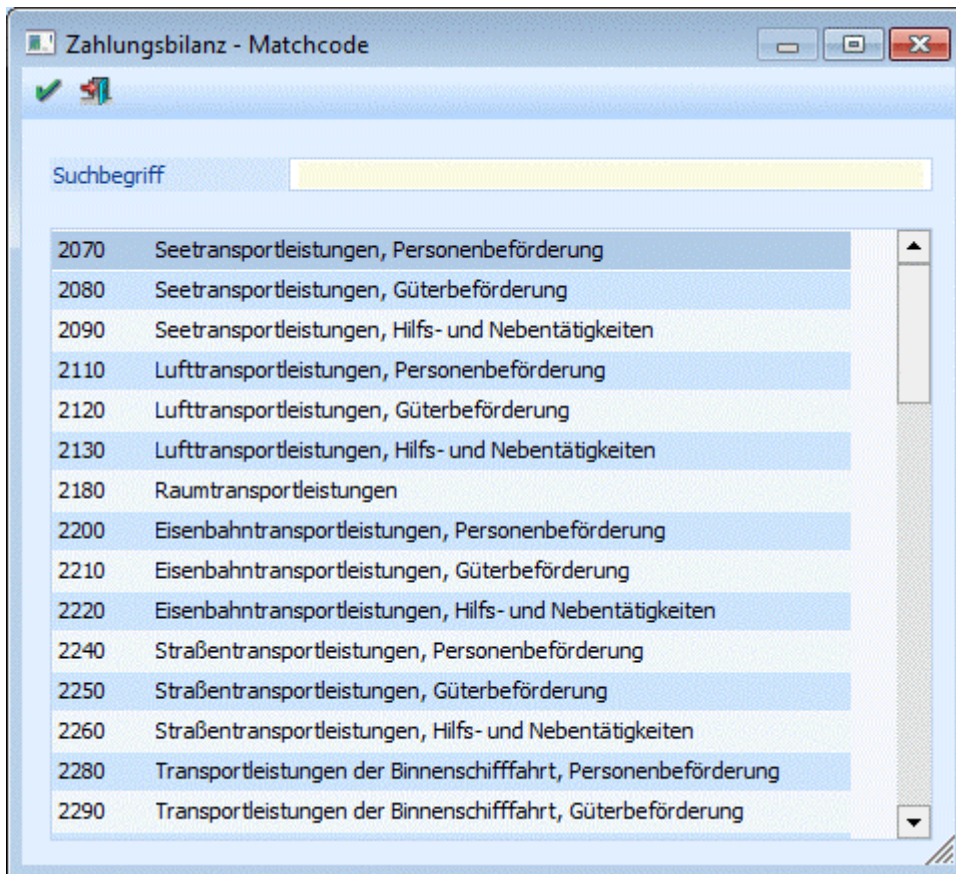 Zahlungsbilanz - Matchcode
Suchbegriff
2070 Seetransportleistungen, Personenbeförderung
2080 Seetransportleistungen, Güterbeförderung
2090 Seetransportleistungen, Hilfs- und Nebentätigkeiten
2110 Lufttransportleistungen, Personenbeförderung
2120 Lufttransportleistungen, Güterbeförderung
2130 Lufttransportleistungen, Hilfs- und Nebentätigkeiten
2180 Raumtransportleistungen
2200 Eisenbahntransportleistungen, Personenbeförderung
2210 Eisenbahntransportleistungen, Güterbeförderung
2220 Eisenbahntransportleistungen, Hilfs- und Nebentätigkeiten
2240 Straßentransportleistungen, Personenbeförderung
2250 Straßentransportleistungen, Güterbeförderung
2260 Straßentransportleistungen, Hilfs- und Nebentätigkeiten
2280 Transportleistungen der Binnenschifffahrt, Personenbeförderung
2290 Transportleistungen der Binnenschifffahrt, Güterbeförderung